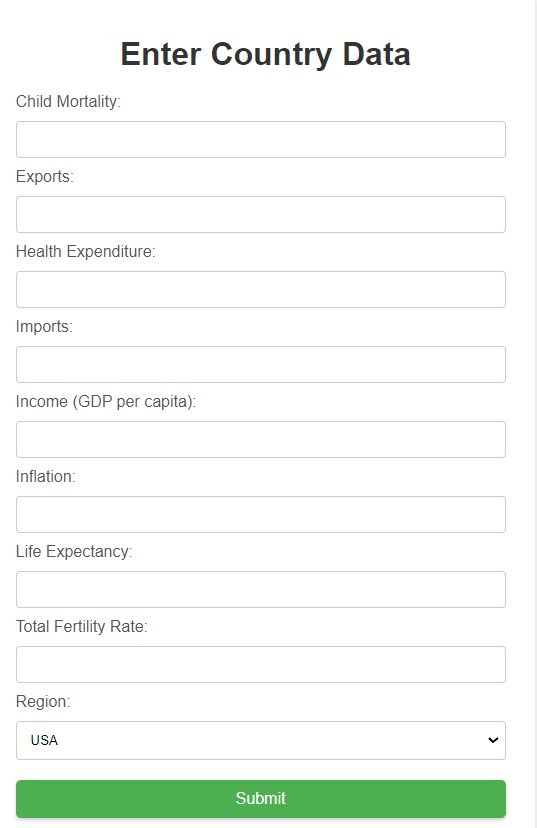 Enter Country Data
Child Mortality:
Exports:
Health Expenditure:
Imports:
Income (GDP per capita):
Inflation:
Life Expectancy:
Total Fertility Rate:
Region:
USA
Submit